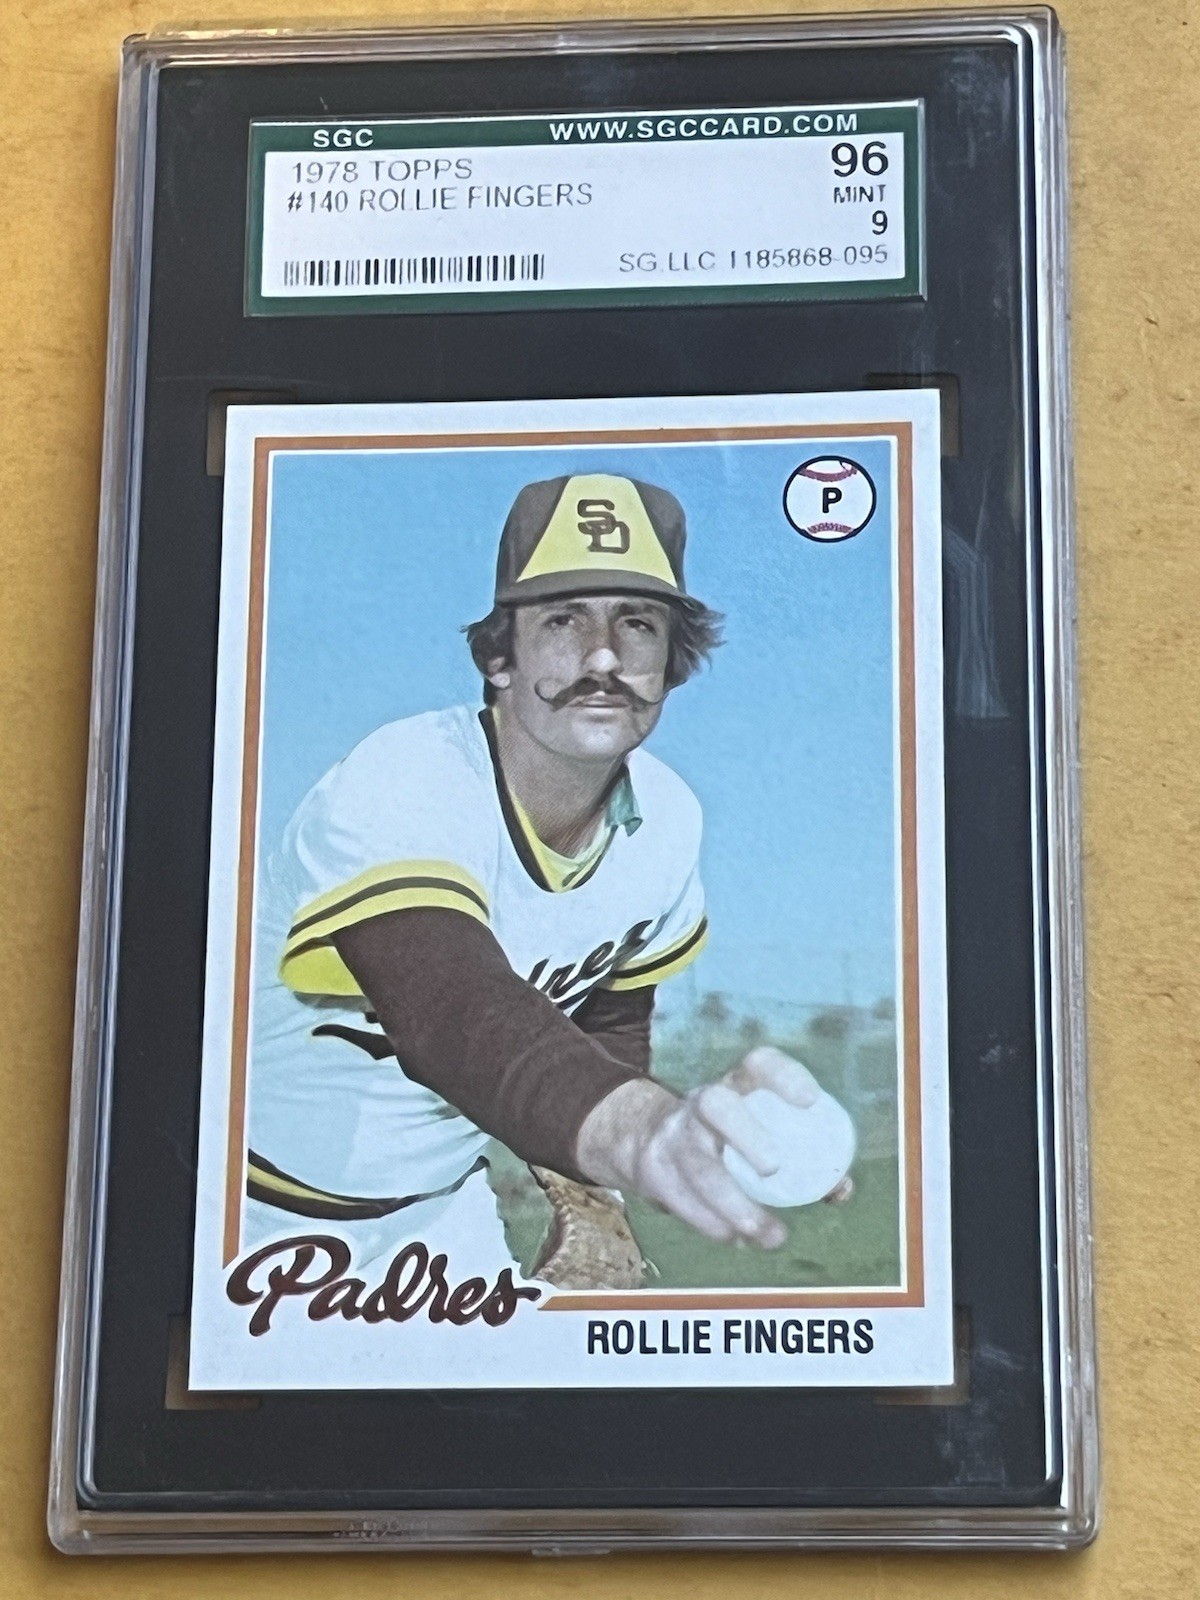 SGC WWW.SGCCARD.COM
1978 TOPPS 96
#140 ROLLIE FINGERS MINT
9
SG LLC 1185868-095
SD
P
dres
Padres
ROLLIE FINGERS